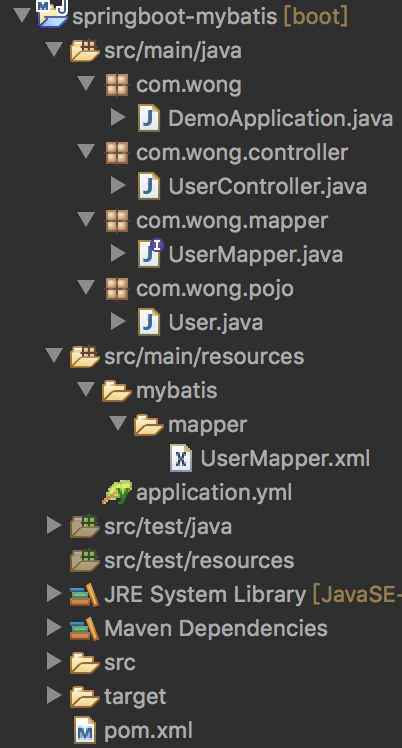 springboot-mybatis [boot]
src/main/java
com.wong
DemoApplication.java
com.wong.controller
UserController.java
com.wong.mapper
UserMapper.java
com.wong.pojo
User.java
src/main/resources
mybatis
mapper
UserMapper.xml
application.yml
src/test/java
src/test/resources
JRE System Library [JavaSE-
Maven Dependencies
src
target
pom.xml